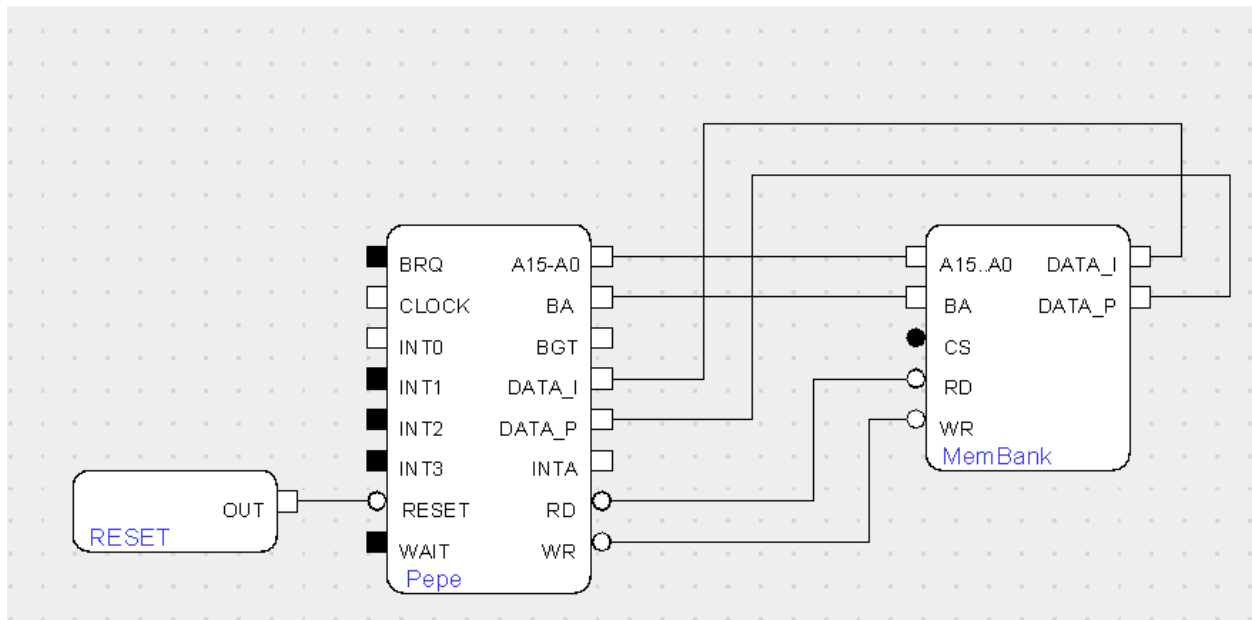 BRQ A15-A0
CLOCK BA
INT0 BGT
INT1 DATA_I
INT2 DATA_P
INT3 INTA
RESET RD
WAIT WR
Pepe
A15..A0 DATA_I
BA DATA_P
CS
RD
WR
MemBank
OUT
RESET